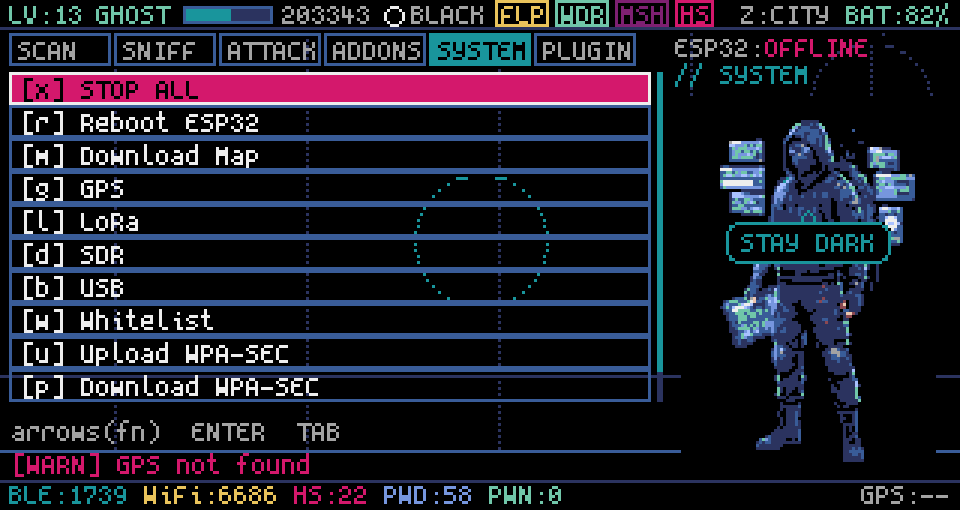 LV:13 GHOST 203343 BLACK FLP WDR MSH HS Z:CITY BAT:82%
SCAN SNIFF ATTACK ADDONS SYSTEM PLUGIN
ESP32:OFFLINE
// SYSTEM
[x] STOP ALL
[r] Reboot ESP32
[m] Download Map
[g] GPS
[l] LoRa
[d] SDR
[b] USB
[w] Whitelist
[u] Upload WPA-SEC
[p] Download WPA-SEC
STAY DARK
arrows(fn) ENTER TAB
[WARN] GPS not found
BLE:1739 WiFi:6686 HS:22 PWD:58 PWN:0 GPS:--